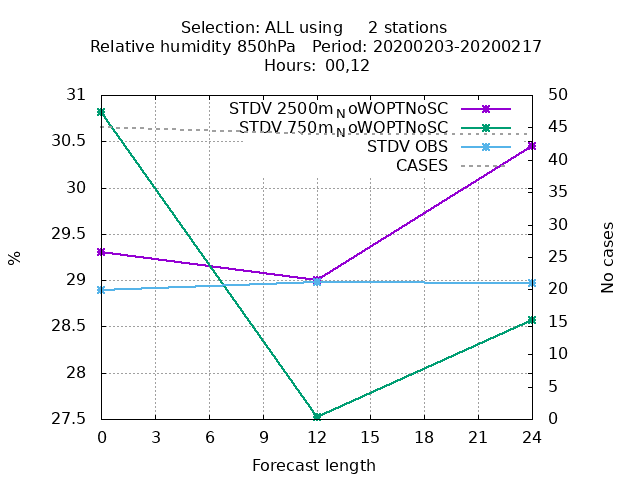 Selection: ALL using     2 stations
Relative humidity 850hPa   Period: 20200203-20200217
Hours: 00,12
STDV 2500m_NoWOPTNoSC
STDV 750m_NoWOPTNoSC
STDV OBS
CASES
31
30.5
30
29.5
29
28.5
28
27.5
%
50
45
40
35
30
25
20
15
10
5
0
No cases
0 3 6 9 12 15 18 21 24
Forecast length